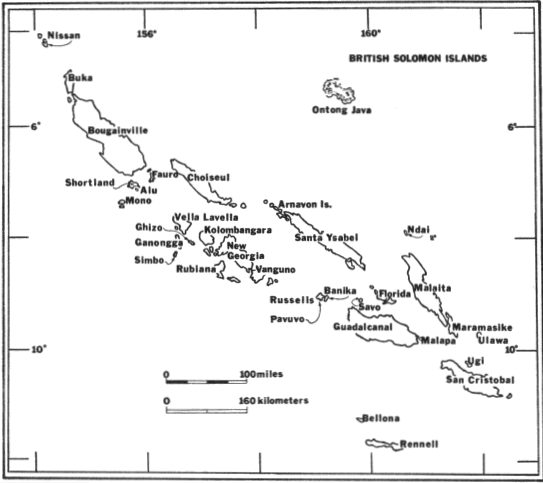 156°
160°
Nissan
BRITISH SOLOMON ISLANDS
Buka
Ontong Java
6°
6°
Bougainville
Fauro
Choiseul
Shortland
Alu
Mono
Arnavon Is.
Vella Lavella
Ghizo
Kolombangara
Ndai
Ganongga
New
Georgia
Santa Ysabel
Simbo
Rubiana
Vanguno
Banika
Florida
Malaita
Russells
Savo
Pavuvo
Guadalcanal
Maramasike
Malapa
Ulawa
10°
10°
Ugi
San Cristobal
0
100miles
0
160 kilometers
Bellona
Rennell